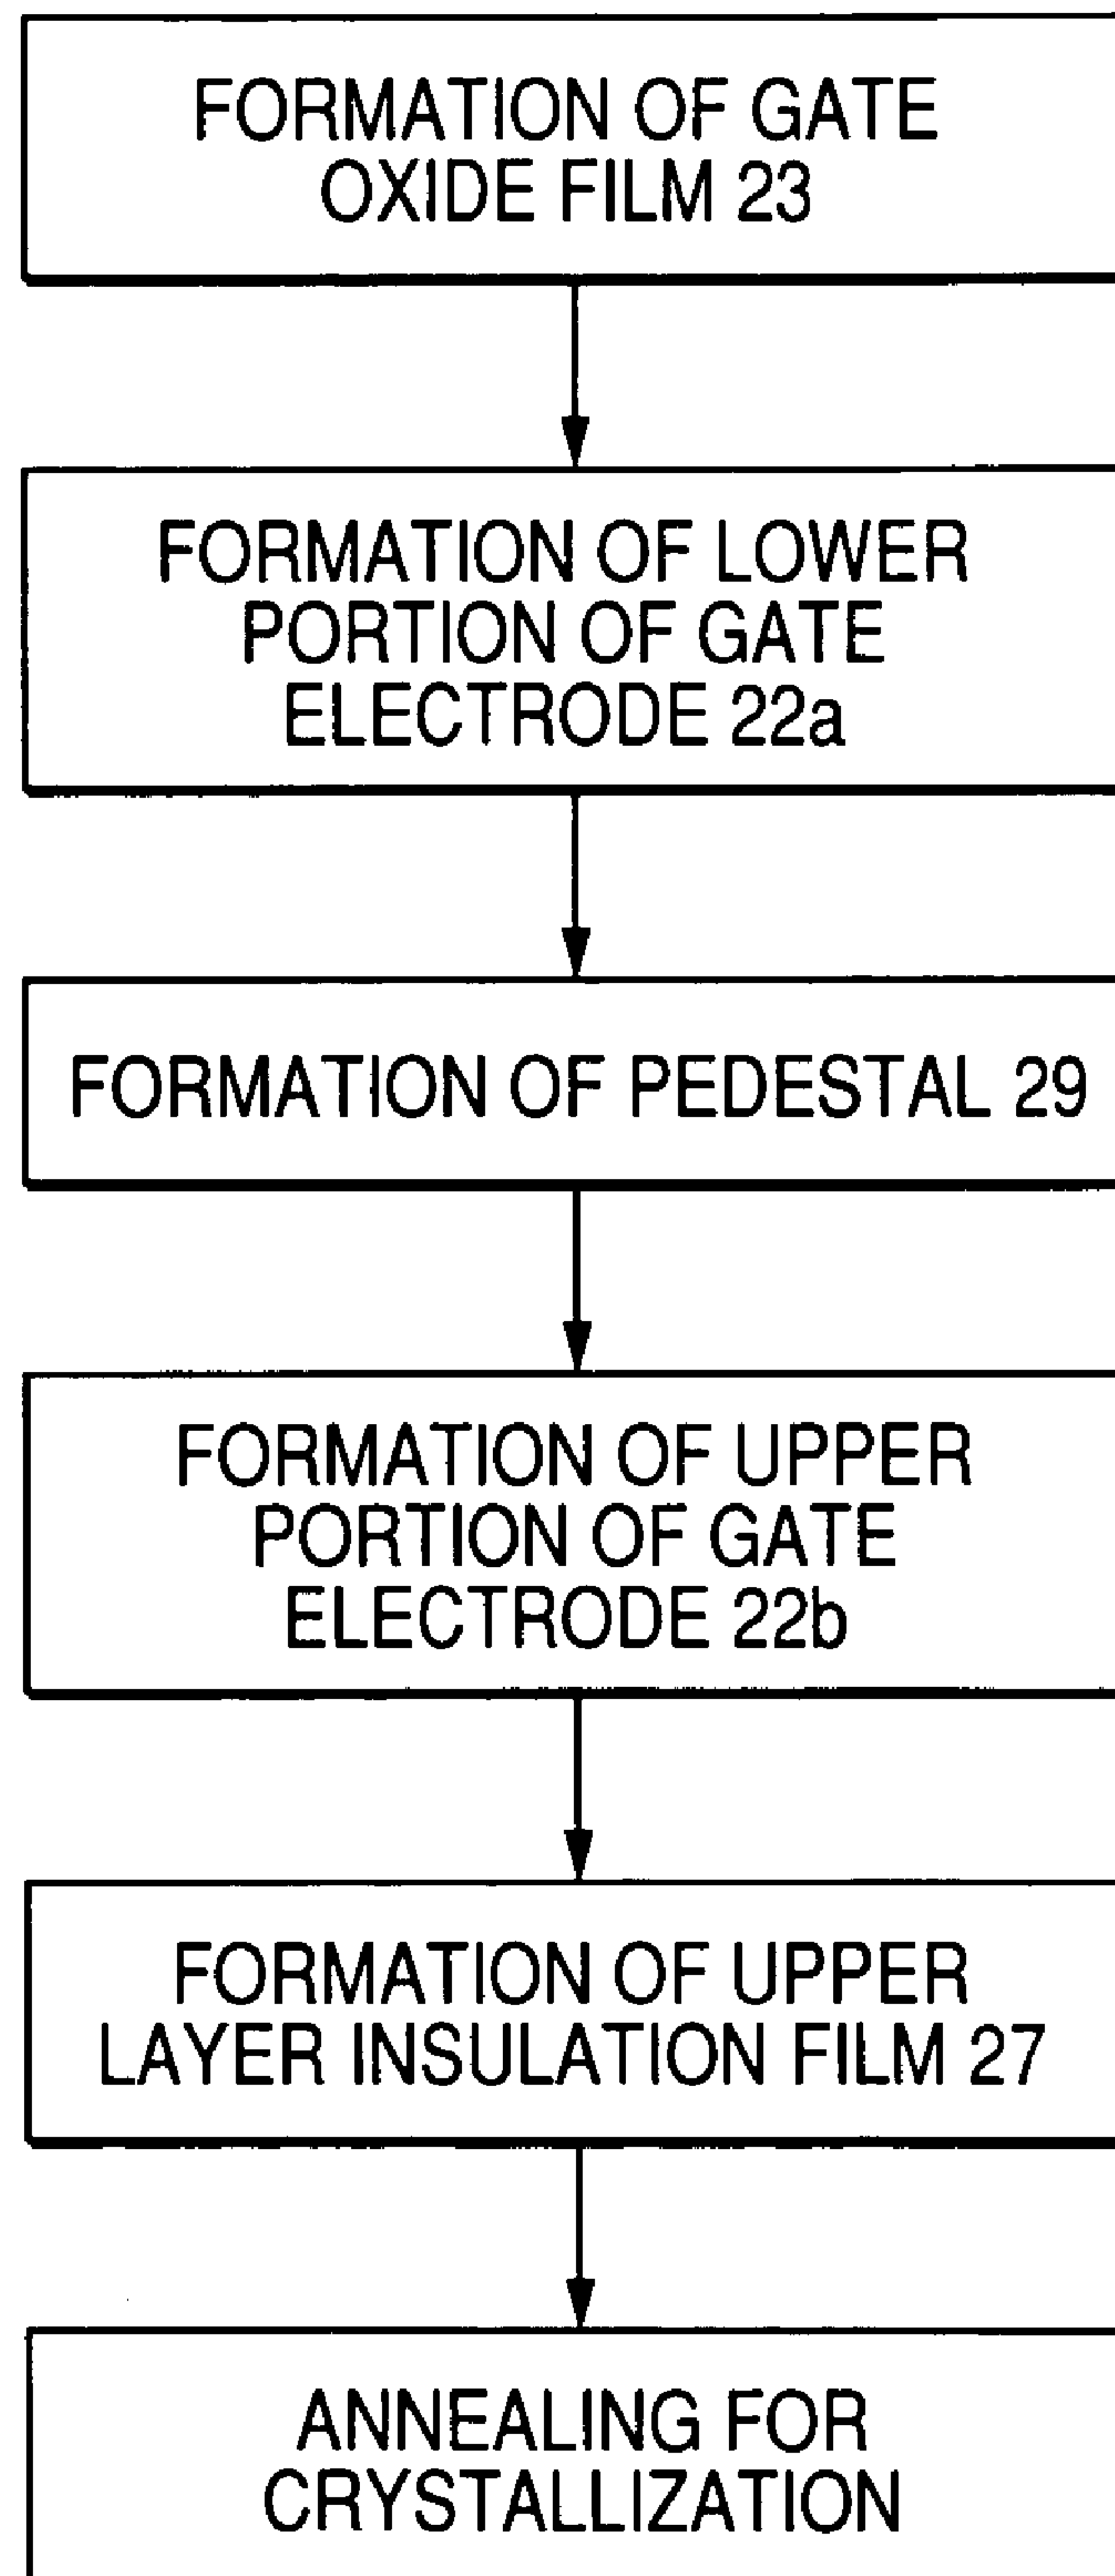 FORMATION OF GATE
OXIDE FILM 23
FORMATION OF LOWER
PORTION OF GATE
ELECTRODE 22a
FORMATION OF PEDESTAL 29
FORMATION OF UPPER
PORTION OF GATE
ELECTRODE 22b
FORMATION OF UPPER
LAYER INSULATION FILM 27
ANNEALING FOR
CRYSTALLIZATION